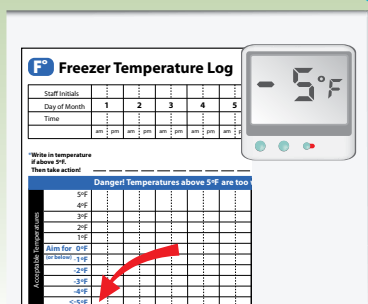 F° Freezer Temperature Log
- 5°F
Staff Initials
Day of Month 1 2 3 4 5
Time
am pm am pm am pm am pm am
*Write in temperature
if above 5°F.
Then take action!
Danger! Temperatures above 5°F are too
Acceptable Temperatures
5°F
4°F
3°F
2°F
1°F
Aim for 0°F
(or below) -1°F
-2°F
-3°F
-4°F
<-5°F